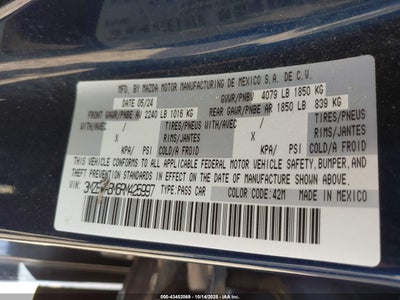 MFD. BY MAZDA MOTOR MANUFACTURING DE MEXICO S.A. DE C.V.
DATE 05/24 GVWR/PNBV 4079 LB 1850 KG
FRONT GAWR/PNBE AV 2240 LB 1016 KG REAR GAWR/PNBE AR 1850 LB 839 KG
WITH/AVEC / TIRES/PNEUS WITH/AVEC / TIRES/PNEUS
X RIMS/JANTES X RIMS/JANTES
/ KPA/ PSI COLD/A FROID / KPA/ PSI COLD/A FROID
THIS VEHICLE CONFORMS TO ALL APPLICABLE FEDERAL MOTOR VEHICLE SAFETY, BUMPER, AND
THEFT PREVENTION STANDARDS IN EFFECT ON THE DATE OF MANUFACTURE SHOWN ABOVE.
VIN: TYPE:PASS CAR COLOR CODE:42M MADE IN MEXICO
000-43452069 - 10/14/2025 - IAA Inc.